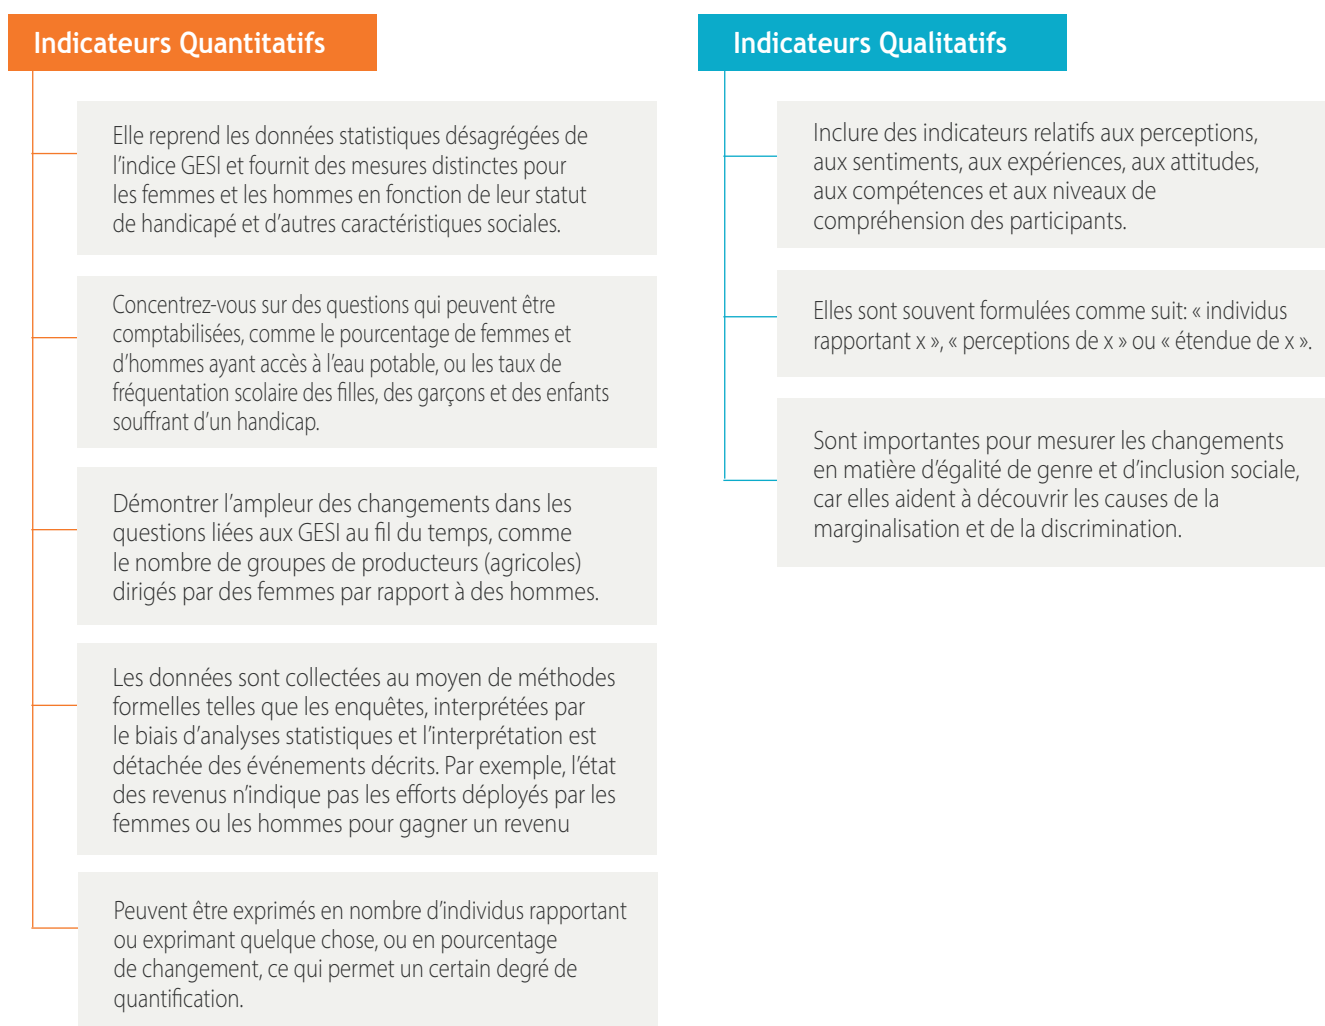 Indicateurs Quantitatifs
Elle reprend les données statistiques désagrégées de
l'indice GESI et fournit des mesures distinctes pour
les femmes et les hommes en fonction de leur statut
de handicapé et d'autres caractéristiques sociales.
Concentrez-vous sur des questions qui peuvent être
comptabilisées, comme le pourcentage de femmes et
d'hommes ayant accès à l'eau potable, ou les taux de
fréquentation scolaire des filles, des garçons et des enfants
souffrant d'un handicap.
Démontrer l'ampleur des changements dans les
questions liées aux GESI au fil du temps, comme
le nombre de groupes de producteurs (agricoles)
dirigés par des femmes par rapport à des hommes.
Les données sont collectées au moyen de méthodes
formelles telles que les enquêtes, interprétées par
le biais d'analyses statistiques et l'interprétation est
détachée des événements décrits. Par exemple, l'état
des revenus n'indique pas les efforts déployés par les
femmes ou les hommes pour gagner un revenu
Peuvent être exprimés en nombre d'individus rapportant
ou exprimant quelque chose, ou en pourcentage
de changement, ce qui permet un certain degré de
quantification.
Indicateurs Qualitatifs
Inclure des indicateurs relatifs aux perceptions,
aux sentiments, aux expériences, aux attitudes,
aux compétences et aux niveaux de
compréhension des participants.
Elles sont souvent formulées comme suit: « individus
rapportant x », « perceptions de x » ou « étendue de x ».
Sont importantes pour mesurer les changements
en matière d'égalité de genre et d'inclusion sociale,
car elles aident à découvrir les causes de la
marginalisation et de la discrimination.